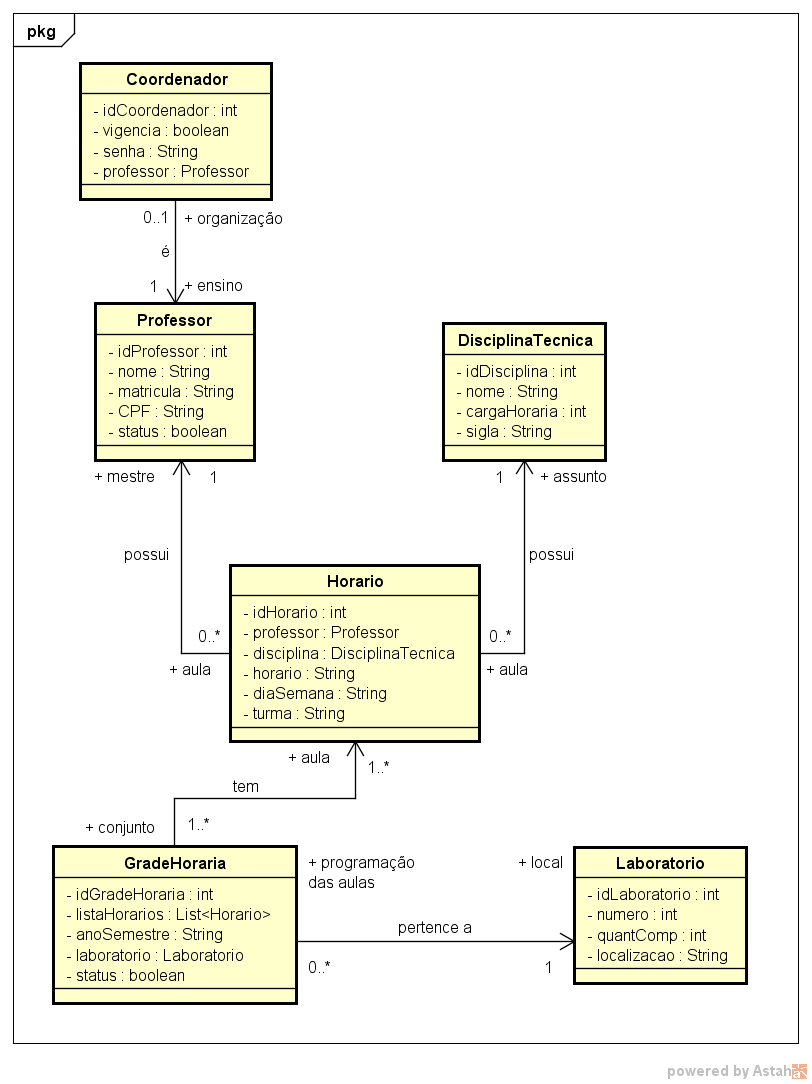 pkg
Coordenador
- idCoordenador : int
- vigencia : boolean
- senha : String
- professor : Professor
0..1
+ organização
é
1
+ ensino
Professor
- idProfessor : int
- nome : String
- matricula : String
- CPF : String
- status : boolean
DisciplinaTecnica
- idDisciplina : int
- nome : String
- cargaHoraria : int
- sigla : String
+ mestre
1
1
+ assunto
possui
possui
Horario
- idHorario : int
- professor : Professor
- disciplina : DisciplinaTecnica
- horario : String
- diaSemana : String
- turma : String
0..*
+ aula
0..*
+ aula
+ aula
1..*
tem
+ conjunto
1..*
GradeHoraria
- idGradeHoraria : int
- listaHorarios : List<Horario>
- anoSemestre : String
- laboratorio : Laboratorio
- status : boolean
+ programação
das aulas
+ local
pertence a
0..*
1
Laboratorio
- idLaboratorio : int
- numero : int
- quantComp : int
- localizacao : String
powered by Astah